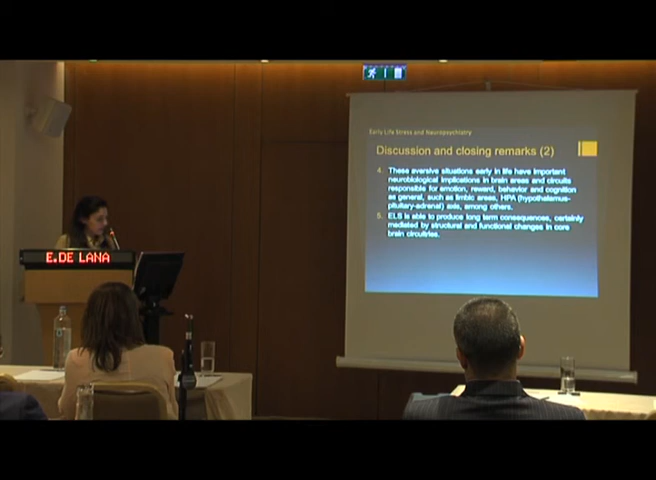 Early Life Stress and Neuropsychiatry
Discussion and closing remarks (2)
4. These aversive situations early in life have important
neurobiological implications in brain areas and circuits
responsible for emotion, reward, behavior and cognition
as general, such as limbic areas, HPA (hypothalamus-
pituitary-adrenal) axis, among others.
5. ELS is able to produce long term consequences, certainly
mediated by structural and functional changes in core
brain circuitries.
E.DE LANA